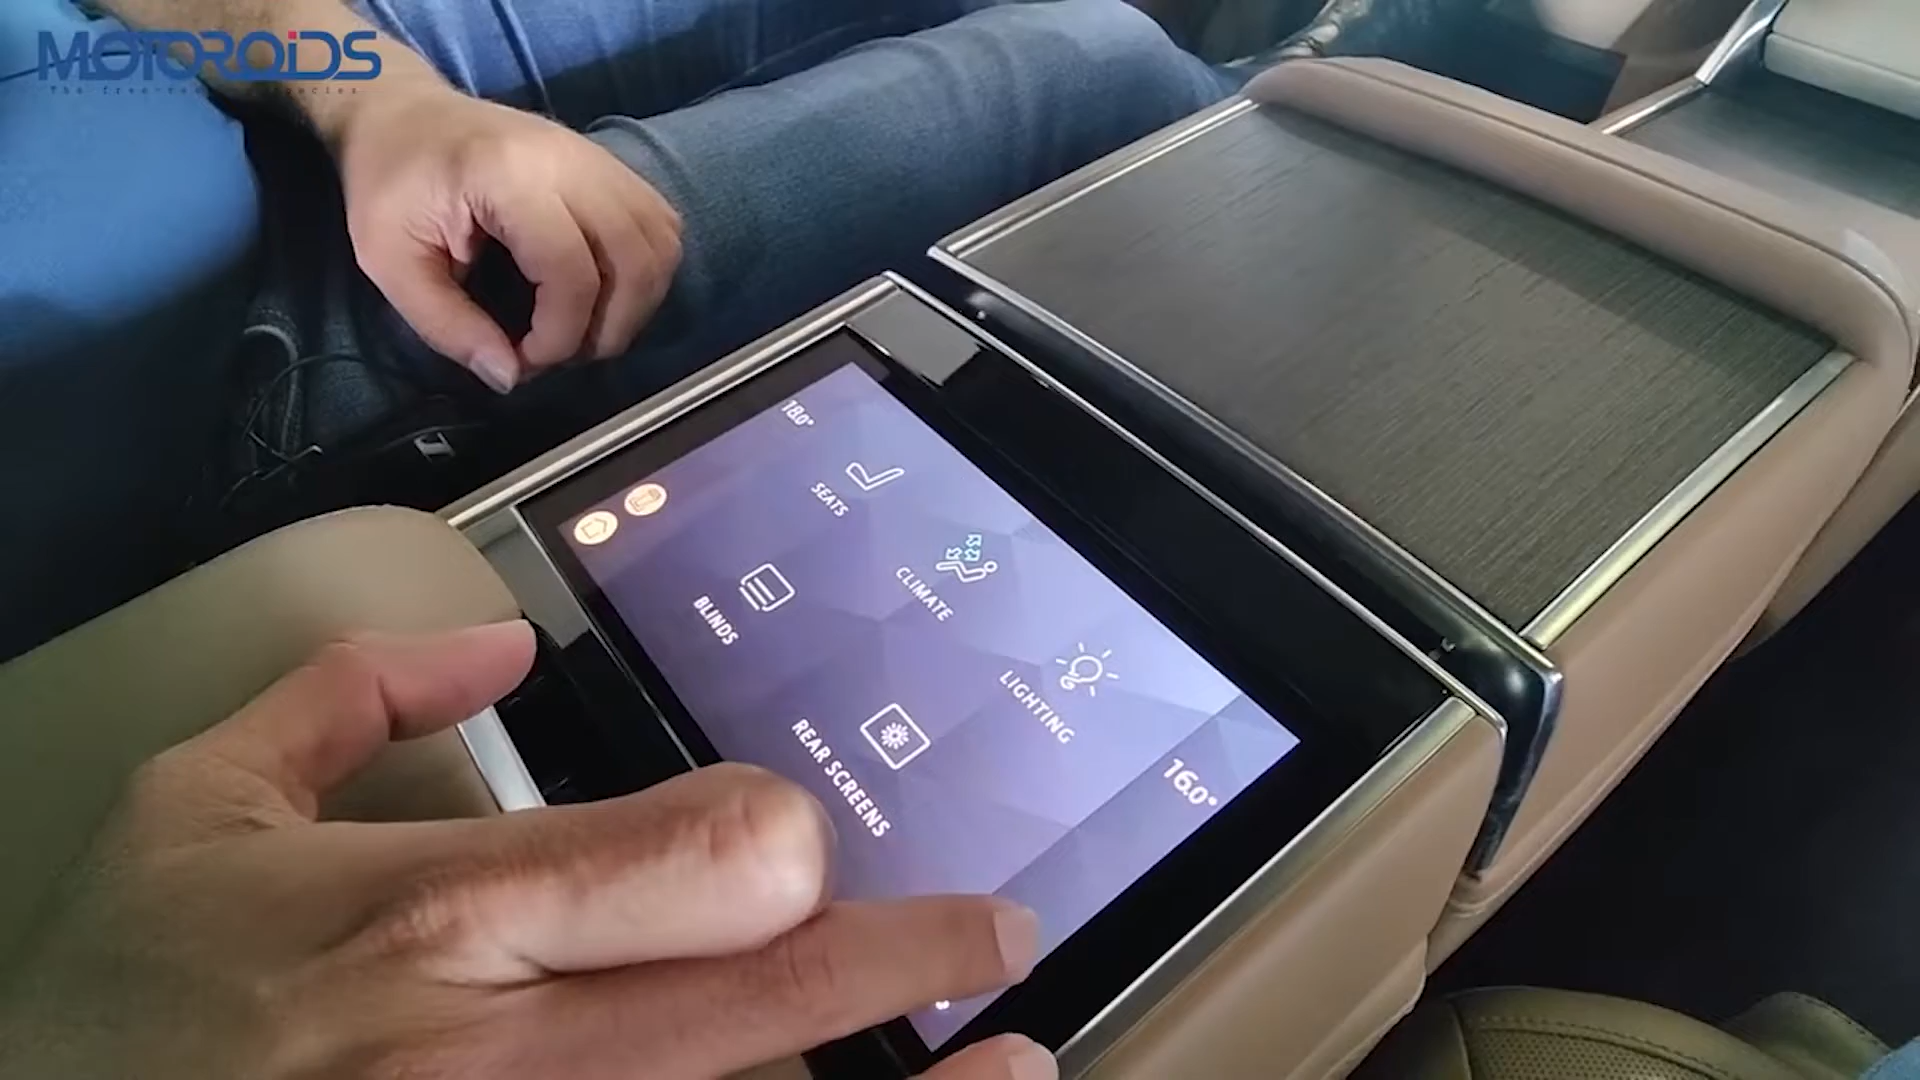 MOTOROiDS
18.0°
SEATS
CLIMATE
LIGHTING
BLINDS
REAR SCREENS
16.0°